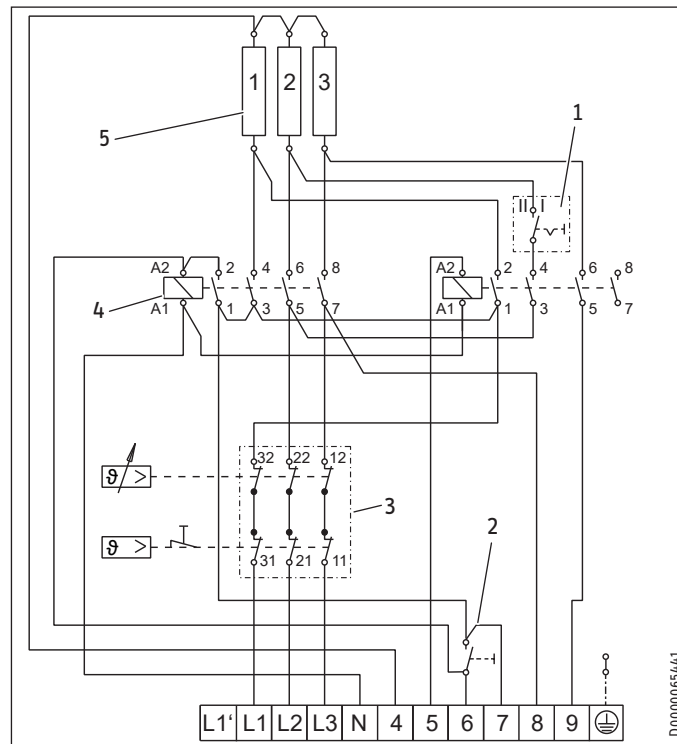 1 2 3
5
1
II I
A2 2 4 6 8 A2 2 4 6 8
4
A1 1 3 5 7 A1 1 3 5 7
32 22 12
ϑ >
3
ϑ >
31 21 11
2
L1‘ L1 L2 L3 N 4 5 6 7 8 9
D0000065441